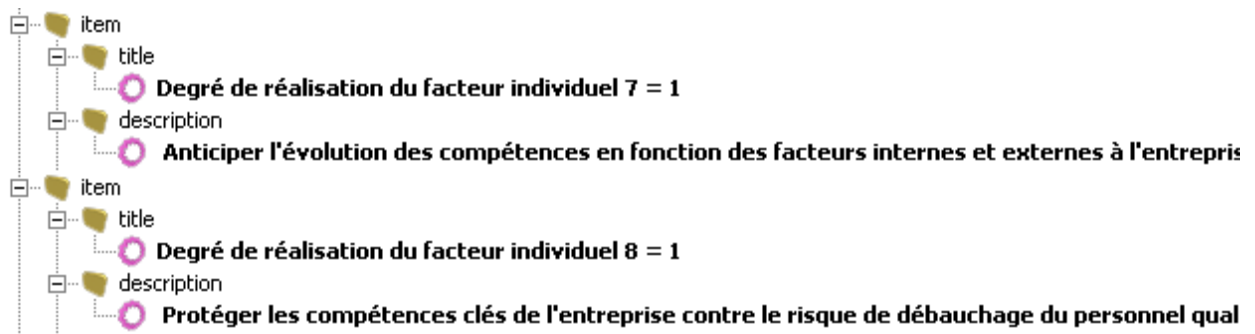 item
title
Degré de réalisation du facteur individuel 7 = 1
description
Anticiper l'évolution des compétences en fonction des facteurs internes et externes à l'entrepris
item
title
Degré de réalisation du facteur individuel 8 = 1
description
Protéger les compétences clés de l'entreprise contre le risque de débauchage du personnel qual